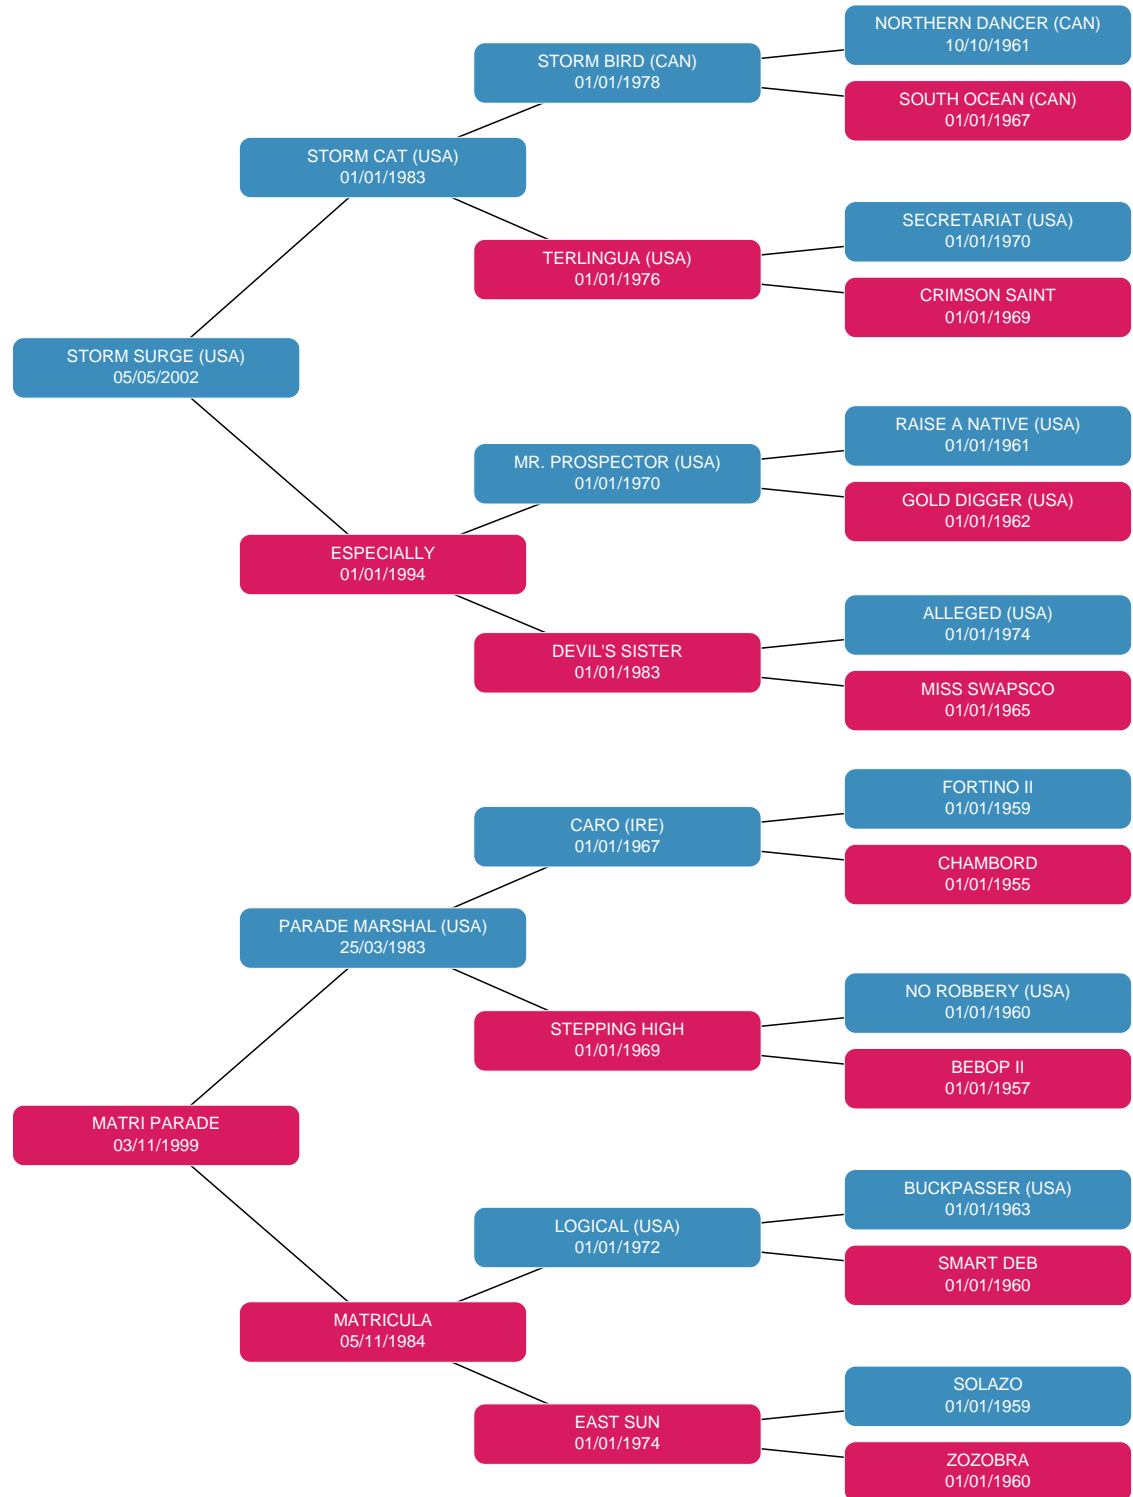 NORTHERN DANCER (CAN)
10/10/1961
STORM BIRD (CAN)
01/01/1978
SOUTH OCEAN (CAN)
01/01/1967
STORM CAT (USA)
01/01/1983
SECRETARIAT (USA)
01/01/1970
TERLINGUA (USA)
01/01/1976
CRIMSON SAINT
01/01/1969
STORM SURGE (USA)
05/05/2002
RAISE A NATIVE (USA)
01/01/1961
MR. PROSPECTOR (USA)
01/01/1970
GOLD DIGGER (USA)
01/01/1962
ESPECIALLY
01/01/1994
ALLEGED (USA)
01/01/1974
DEVIL'S SISTER
01/01/1983
MISS SWAPSCO
01/01/1965
FORTINO II
01/01/1959
CARO (IRE)
01/01/1967
CHAMBORD
01/01/1955
PARADE MARSHAL (USA)
25/03/1983
NO ROBBERY (USA)
01/01/1960
STEPPING HIGH
01/01/1969
BEBOP II
01/01/1957
MATRI PARADE
03/11/1999
BUCKPASSER (USA)
01/01/1963
LOGICAL (USA)
01/01/1972
SMART DEB
01/01/1960
MATRICULA
05/11/1984
SOLAZO
01/01/1959
EAST SUN
01/01/1974
ZOZOBRA
01/01/1960